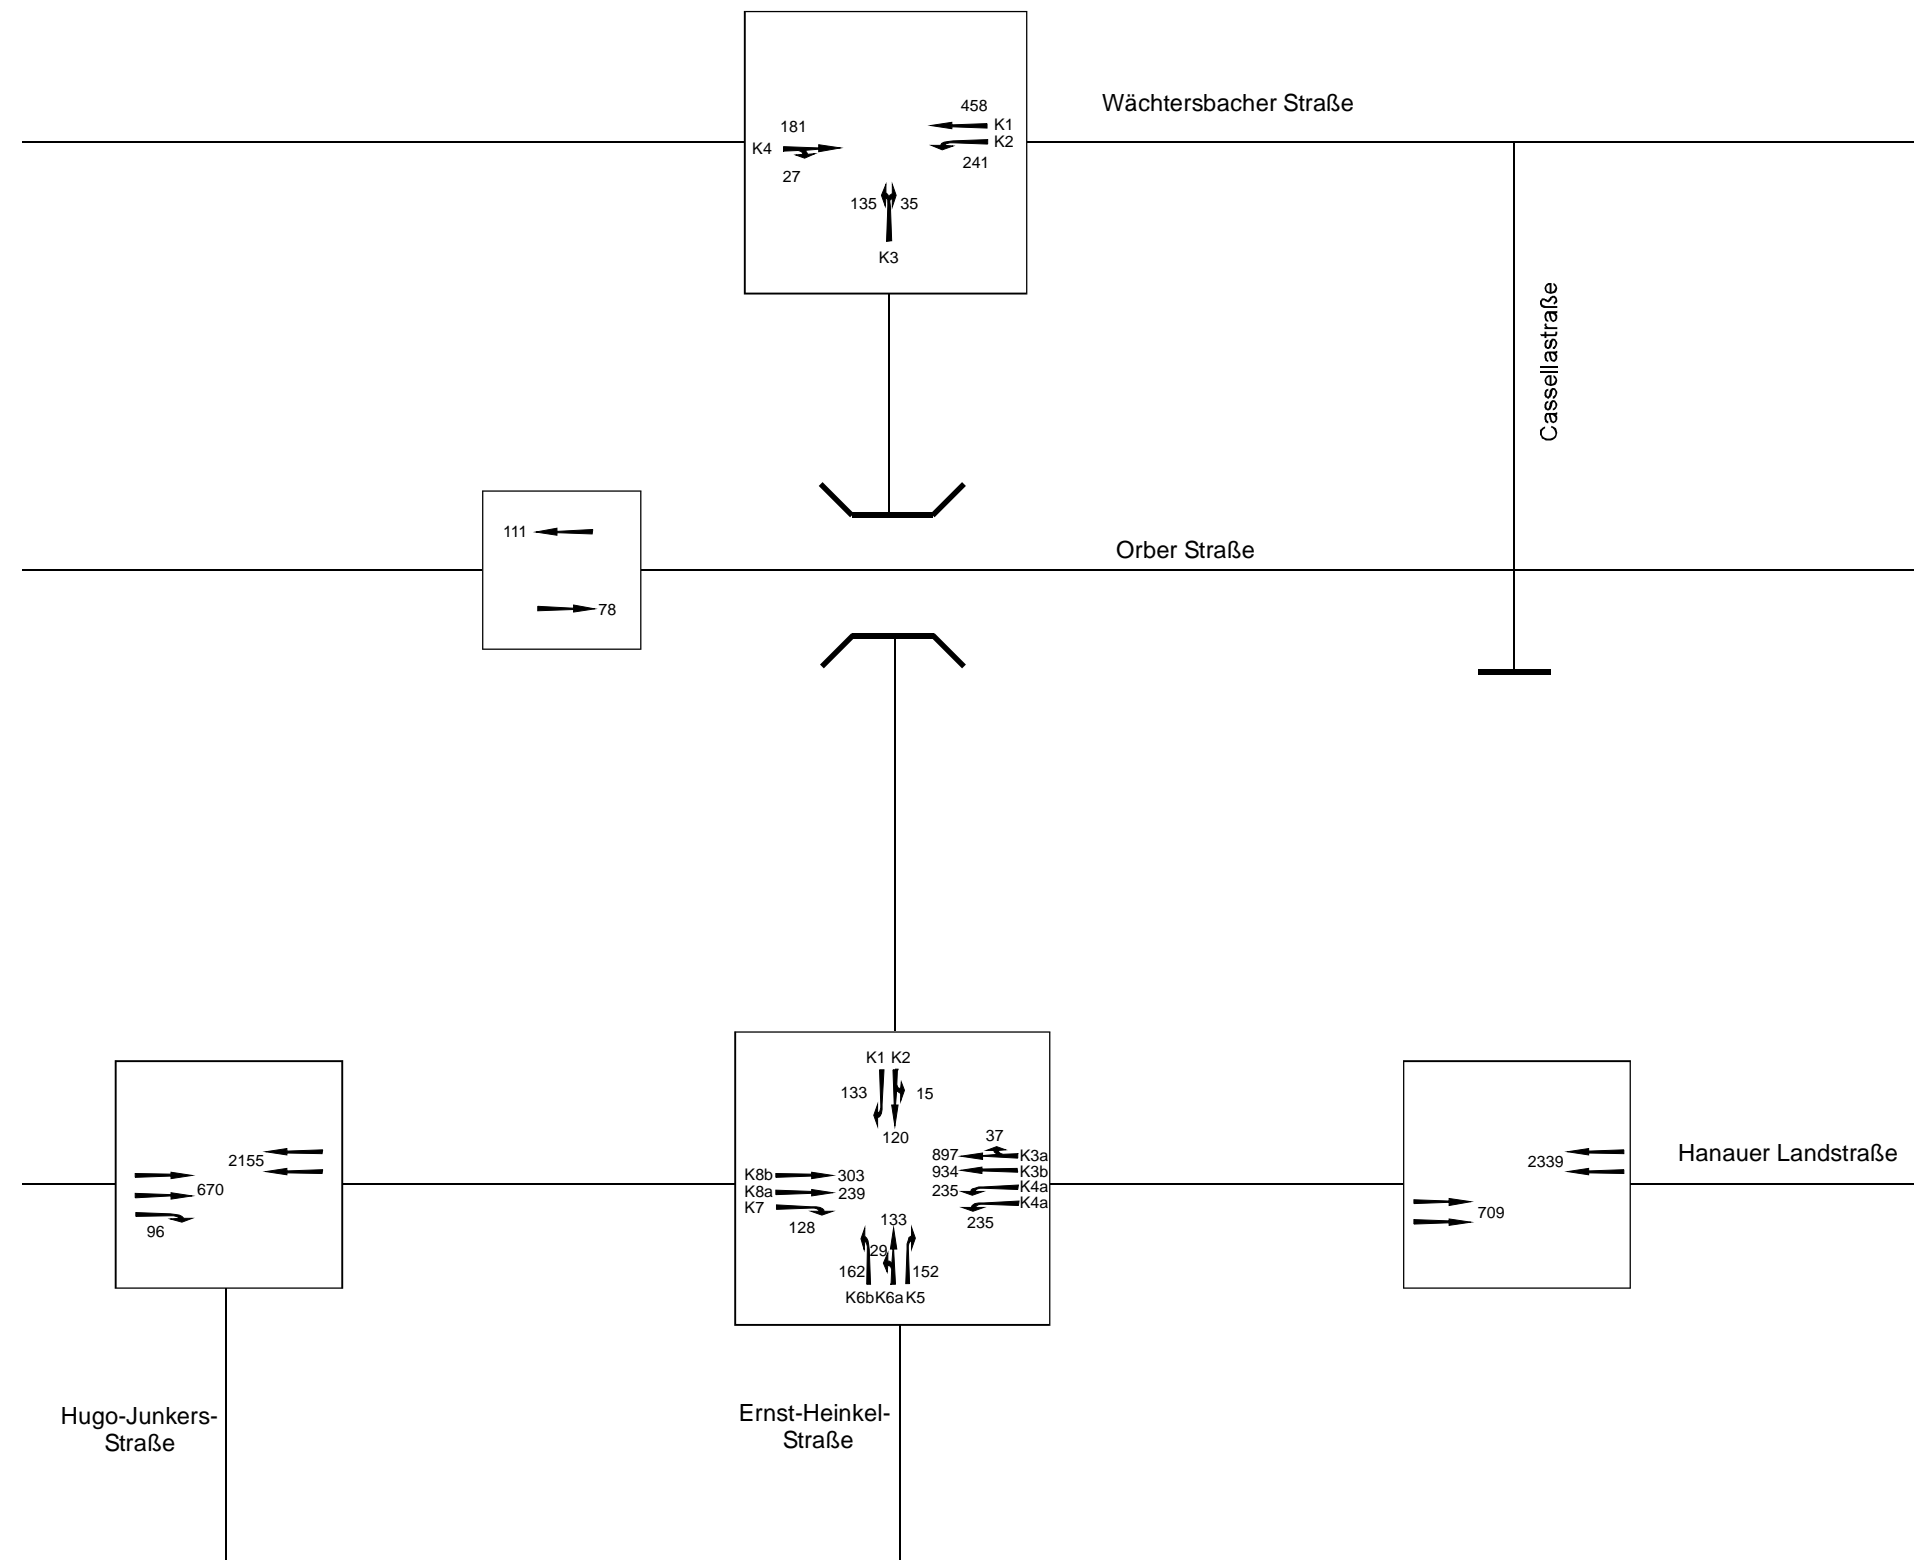 458
Wächtersbacher Straße
181
K1
K4
K2
27
241
135
35
K3
Cassellastraße
111
Orber Straße
78
K1 K2
133
15
120
37
897
K3a
934
K3b
235
K4a
K4a
235
K8b
303
K8a
239
K7
128
133
29
162
152
K6b
K6a
K5
2155
670
96
2339
709
Hanauer Landstraße
Hugo-Junkers-
Straße
Ernst-Heinkel-
Straße